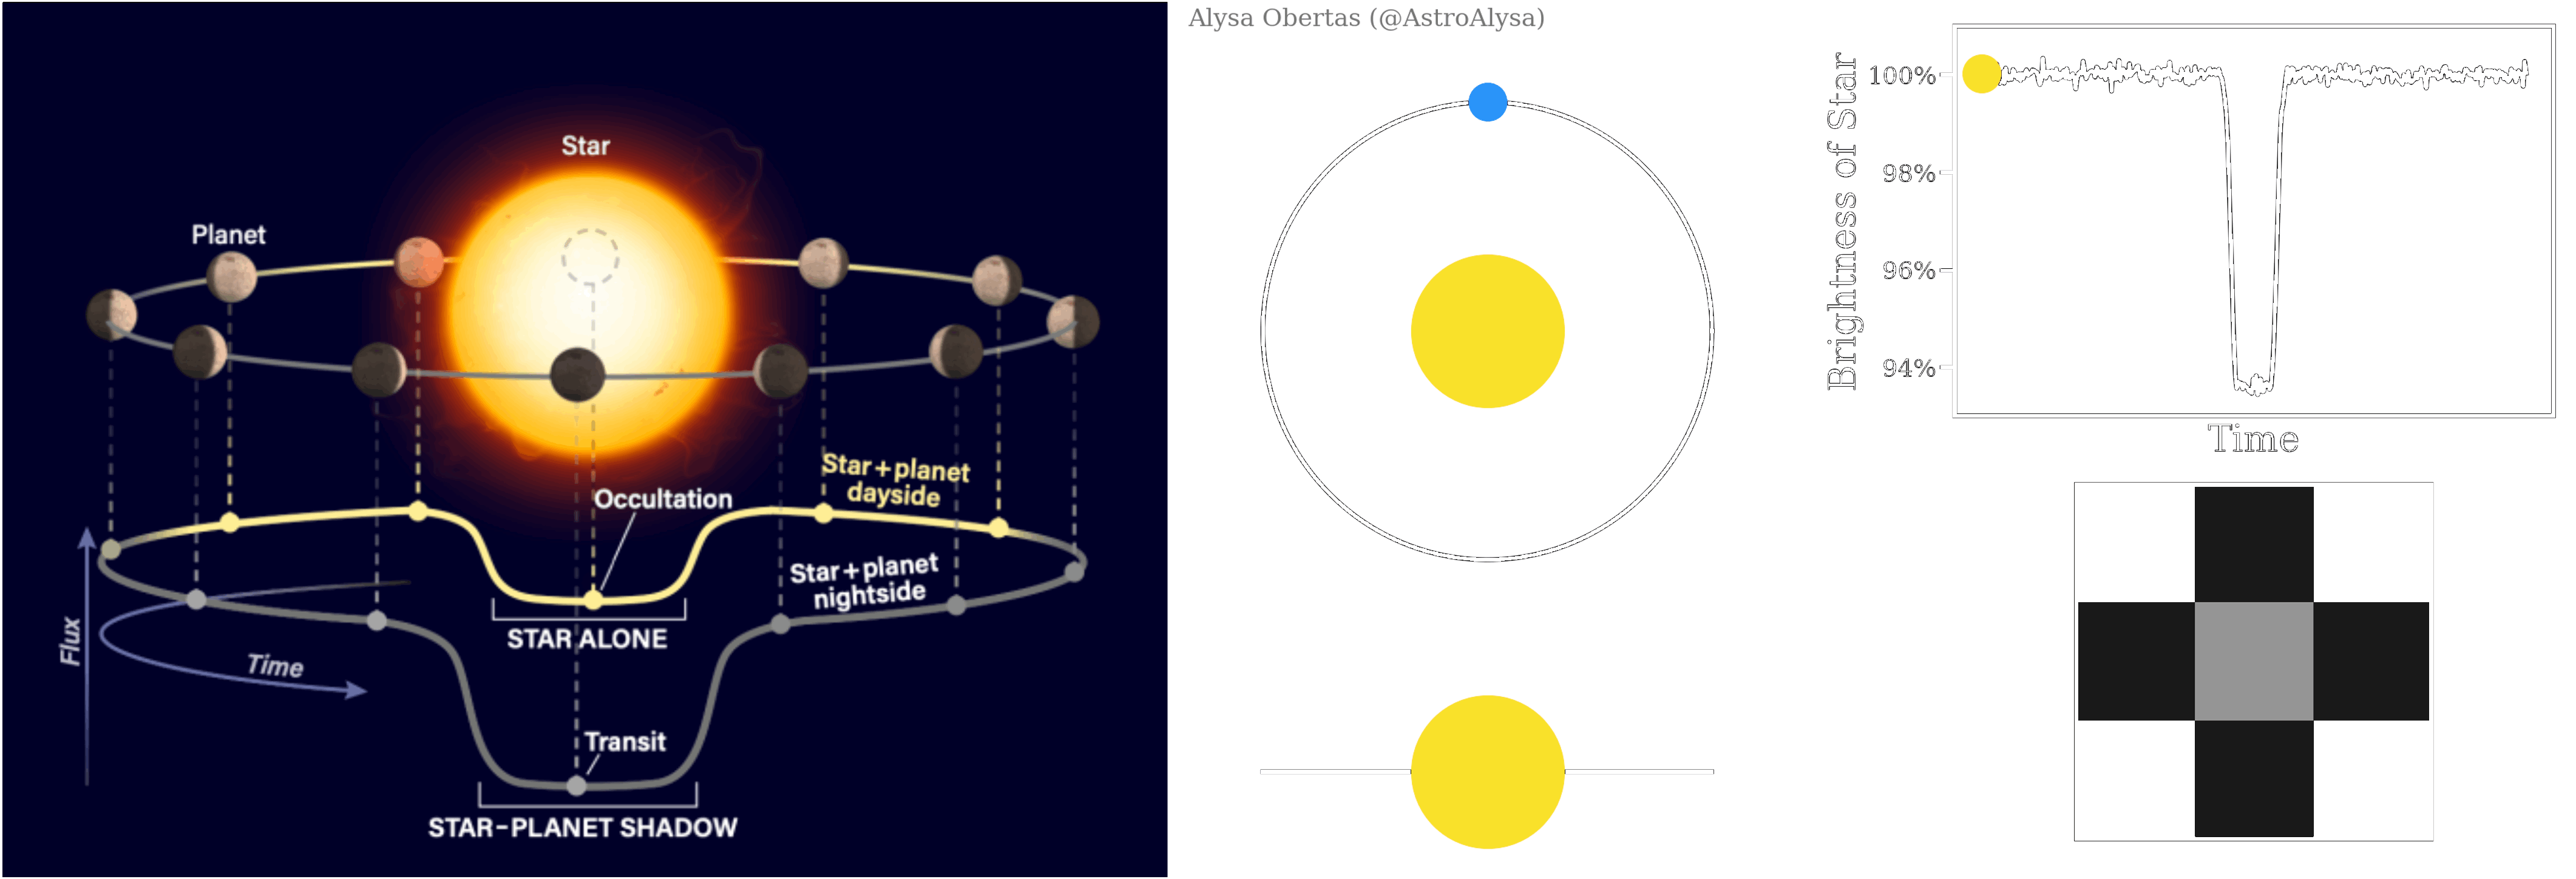 Star
Planet
Star+planet
dayside
Occultation
Star+planet
nightside
STAR ALONE
Flux
Time
Transit
STAR-PLANET SHADOW
Alysa Obertas (@AstroAlysa)
Brightness of Star
100%
98%
96%
94%
Time